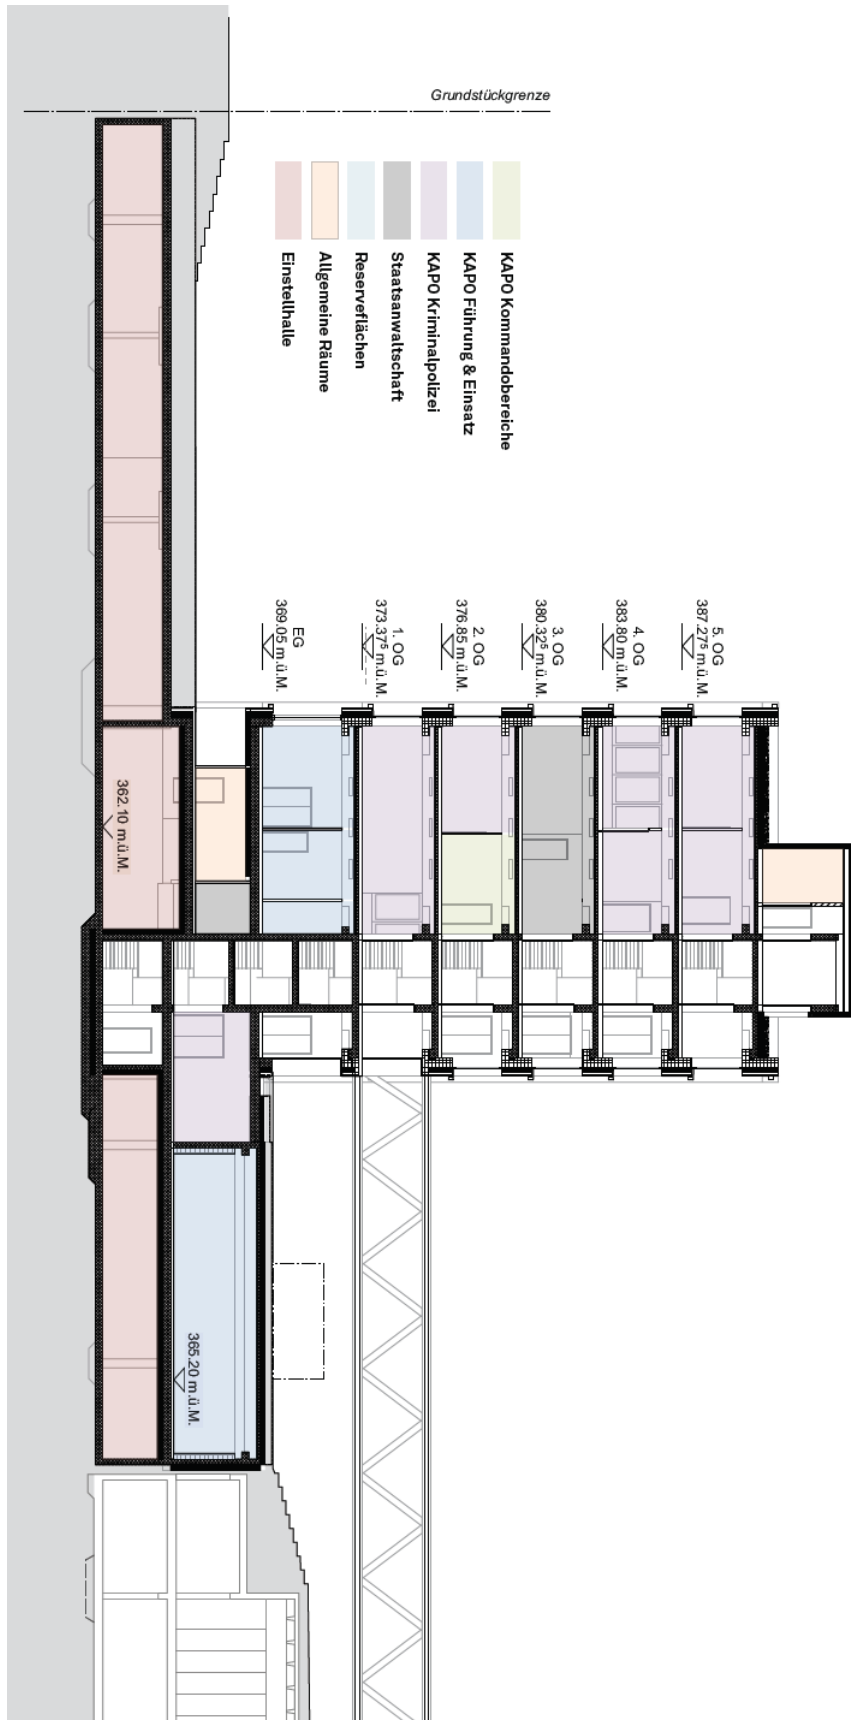 Grundstückgrenze
KAPO Kommandobereiche
KAPO Führung & Einsatz
KAPO Kriminalpolizei
Staatsanwaltschaft
Reserveflächen
Allgemeine Räume
Einstellhalle
5. OG
387.27⁵ m.ü.M.
4. OG
383.80 m.ü.M.
3. OG
380.32⁵ m.ü.M.
2. OG
376.85 m.ü.M.
1. OG
373.37⁵ m.ü.M.
EG
369.05 m.ü.M.
362.10 m.ü.M.
365.20 m.ü.M.